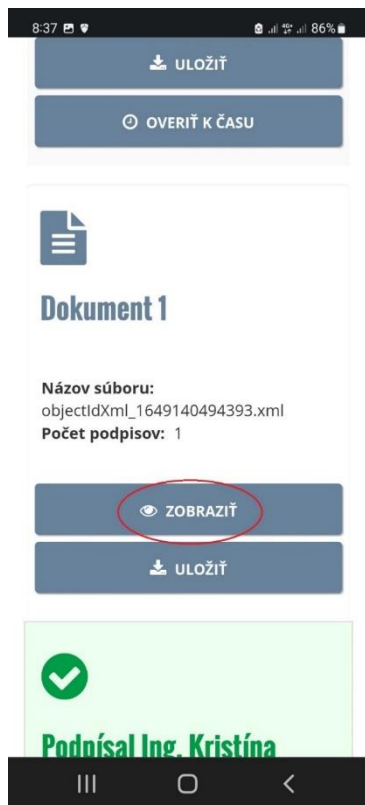 8:37
4G+
86%
ULOŽIŤ
OVERIŤ K ČASU
Dokument 1
Názov súboru:
objectIdXml_1649140494393.xml
Počet podpisov: 1
ZOBRAZIŤ
ULOŽIŤ
Podpísal Ing. Kristína